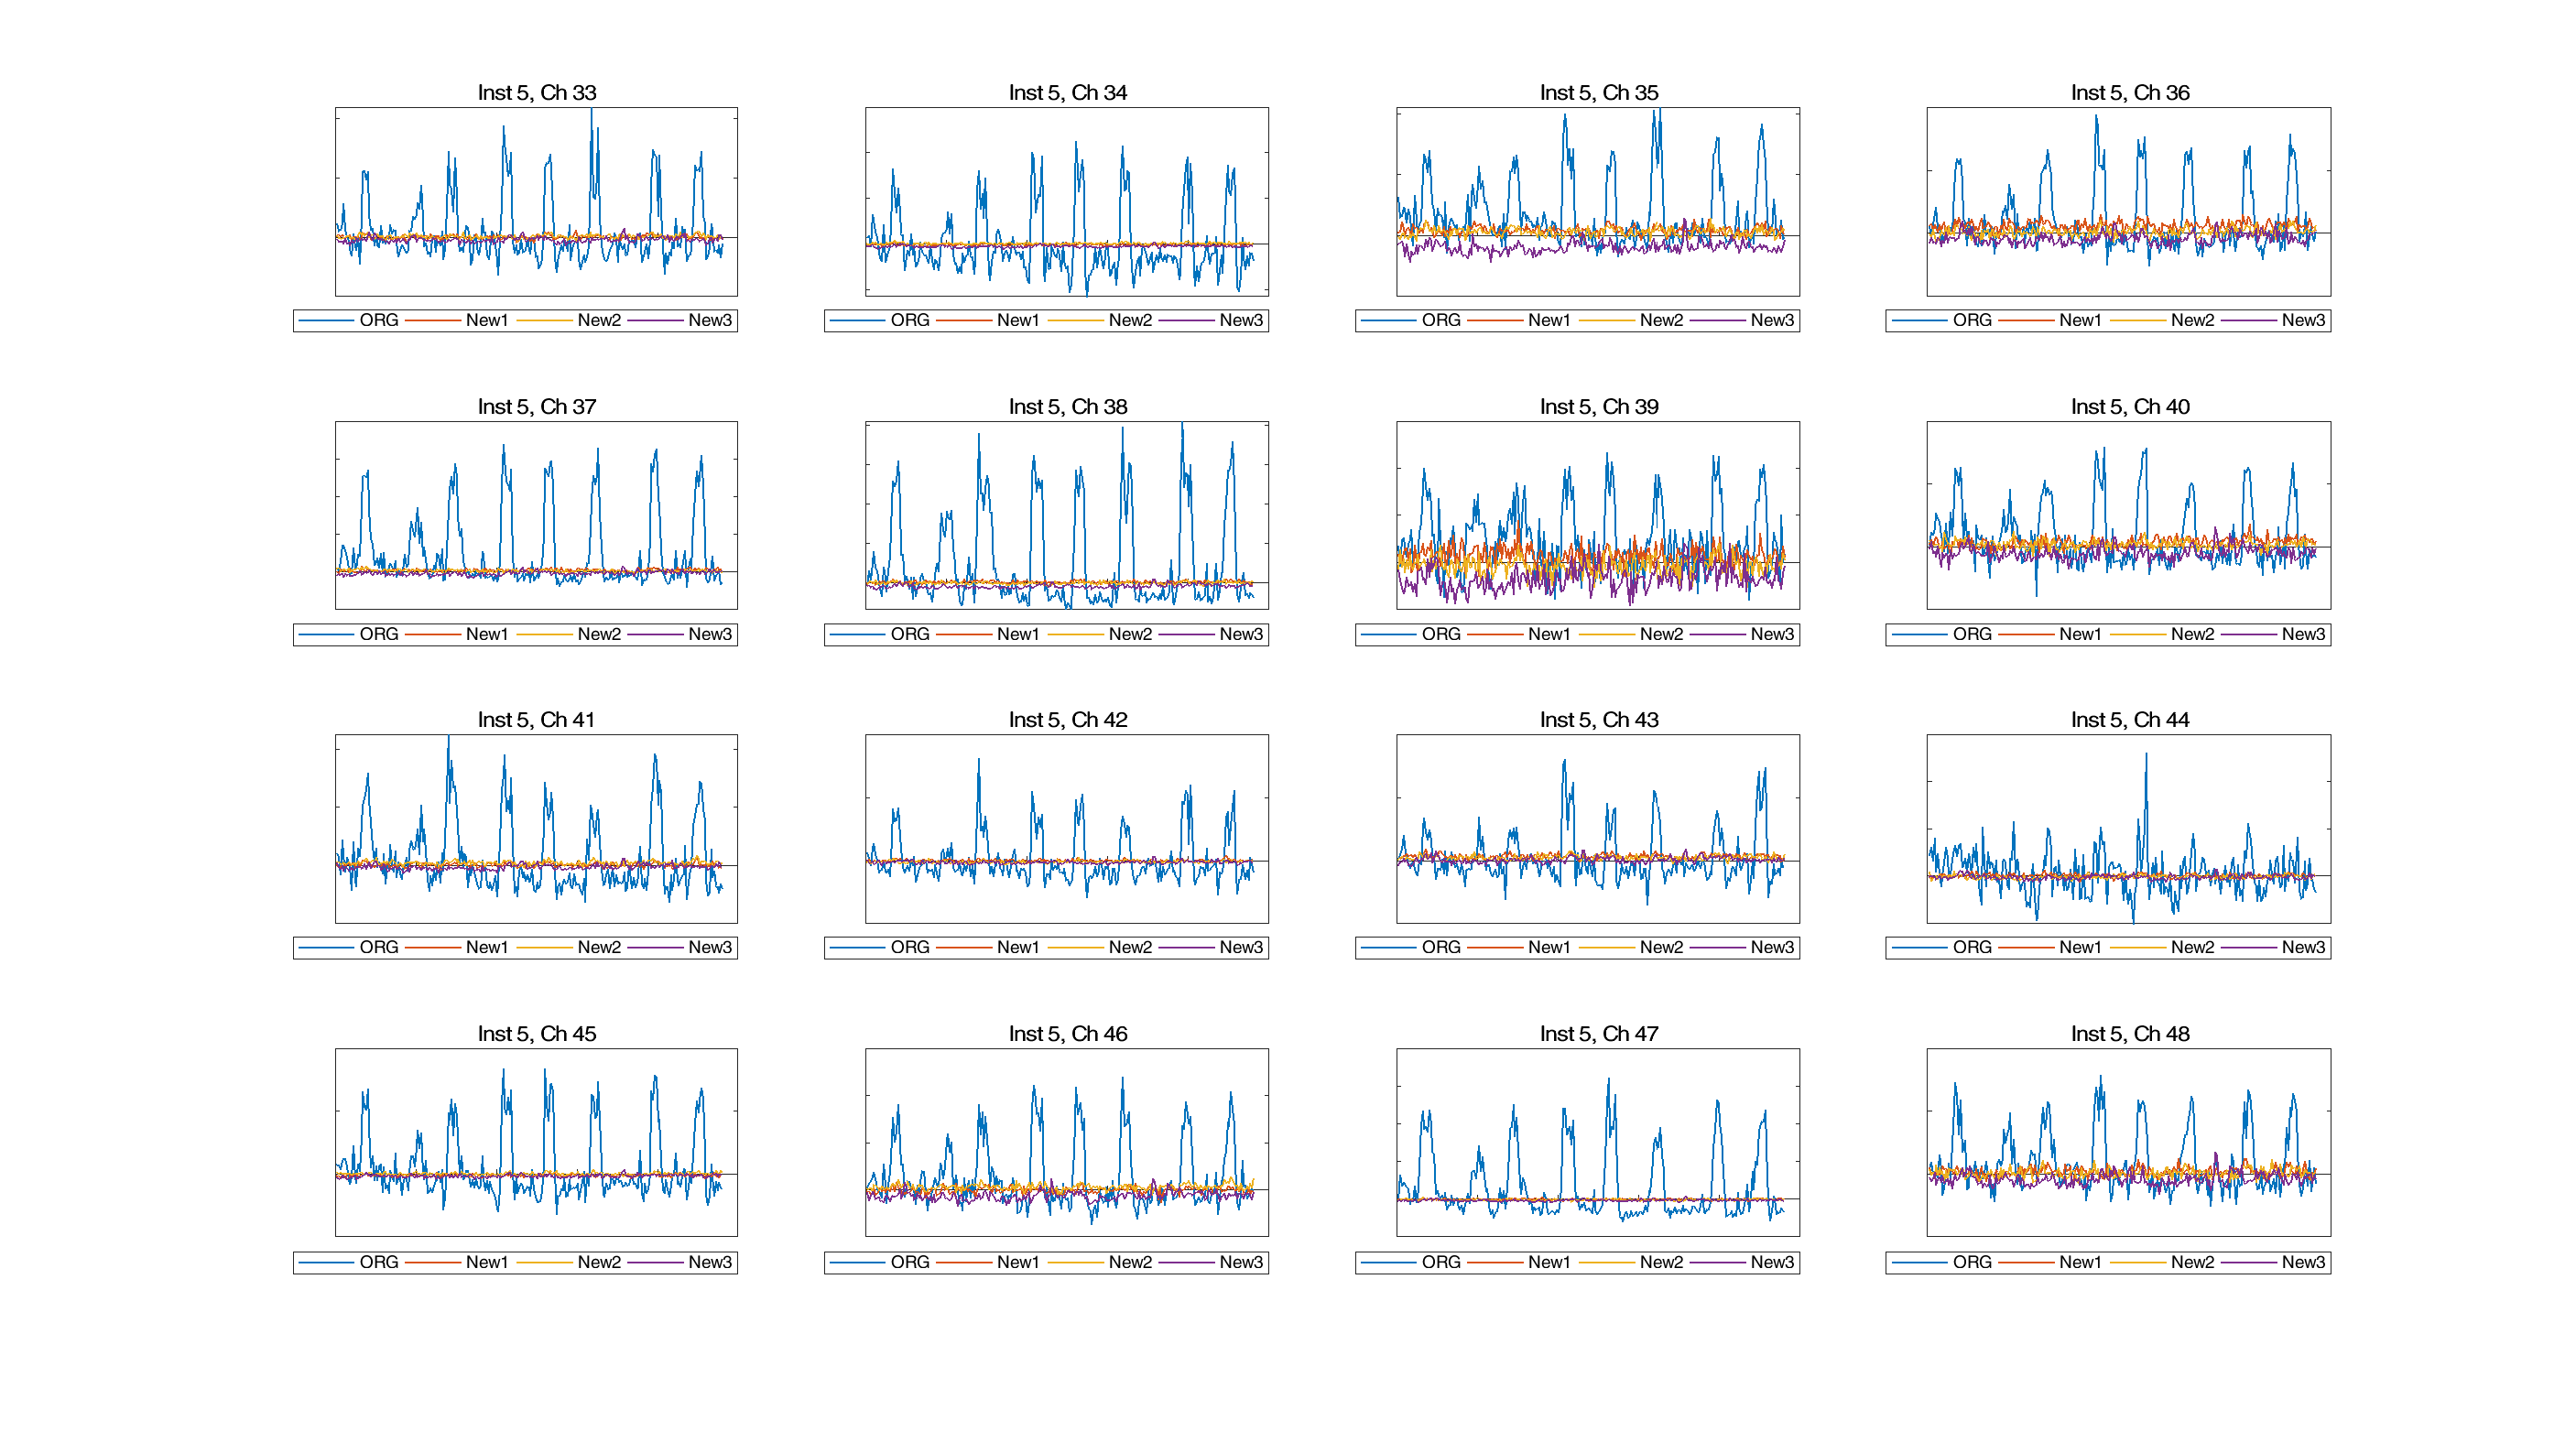 Inst 5, Ch 33
Inst 5, Ch 34
Inst 5, Ch 35
Inst 5, Ch 36
ORG New1 New2 New3
ORG New1 New2 New3
ORG New1 New2 New3
ORG New1 New2 New3
Inst 5, Ch 37
Inst 5, Ch 38
Inst 5, Ch 39
Inst 5, Ch 40
ORG New1 New2 New3
ORG New1 New2 New3
ORG New1 New2 New3
ORG New1 New2 New3
Inst 5, Ch 41
Inst 5, Ch 42
Inst 5, Ch 43
Inst 5, Ch 44
ORG New1 New2 New3
ORG New1 New2 New3
ORG New1 New2 New3
ORG New1 New2 New3
Inst 5, Ch 45
Inst 5, Ch 46
Inst 5, Ch 47
Inst 5, Ch 48
ORG New1 New2 New3
ORG New1 New2 New3
ORG New1 New2 New3
ORG New1 New2 New3